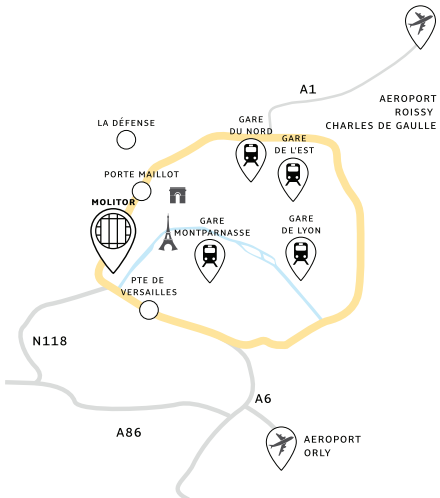 A1
AEROPORT
ROISSY
CHARLES DE GAULLE
LA DÉFENSE
GARE
DU NORD
GARE
DE L'EST
PORTE MAILLOT
MOLITOR
GARE
MONTPARNASSE
GARE
DE LYON
PTE DE
VERSAILLES
N118
A6
A86
AEROPORT
ORLY